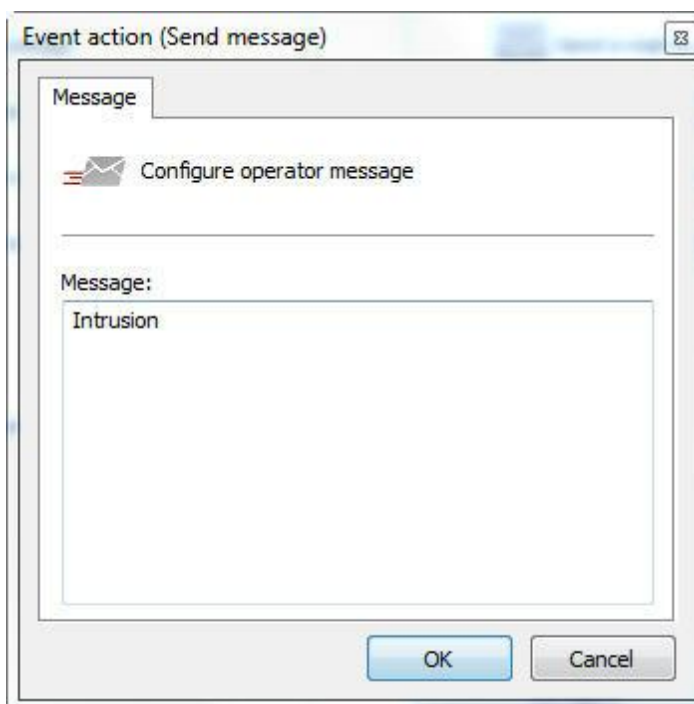 Event action (Send message)
Message
Configure operator message
Message:
Intrusion
OK Cancel